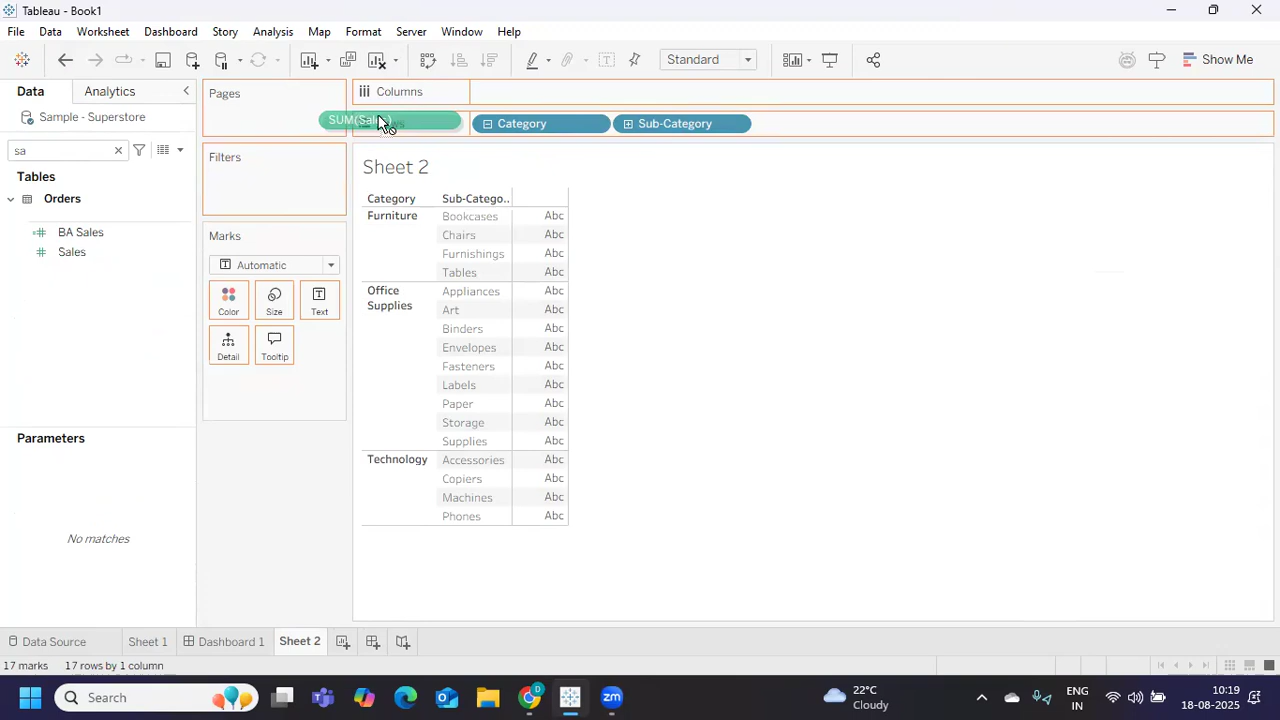 Tableau - Book1
File Data Worksheet Dashboard Story Analysis Map Format Server Window Help
Standard
Show Me
Data Analytics
Pages
Columns
SUM(Sales)
Category
Sub-Category
Sample - Superstore
sa
Filters
Sheet 2
Tables
Orders
Category Sub-Catego..
Furniture Bookcases Abc
Chairs Abc
Furnishings Abc
Tables Abc
Office Supplies Appliances Abc
Art Abc
Binders Abc
Envelopes Abc
Fasteners Abc
Labels Abc
Paper Abc
Storage Abc
Supplies Abc
Technology Accessories Abc
Copiers Abc
Machines Abc
Phones Abc
BA Sales
Sales
Marks
Automatic
Color Size Text
Detail Tooltip
Parameters
No matches
Data Source Sheet 1 Dashboard 1 Sheet 2
17 marks 17 rows by 1 column
Search
22°C
Cloudy
ENG
IN
10:19
18-08-2025